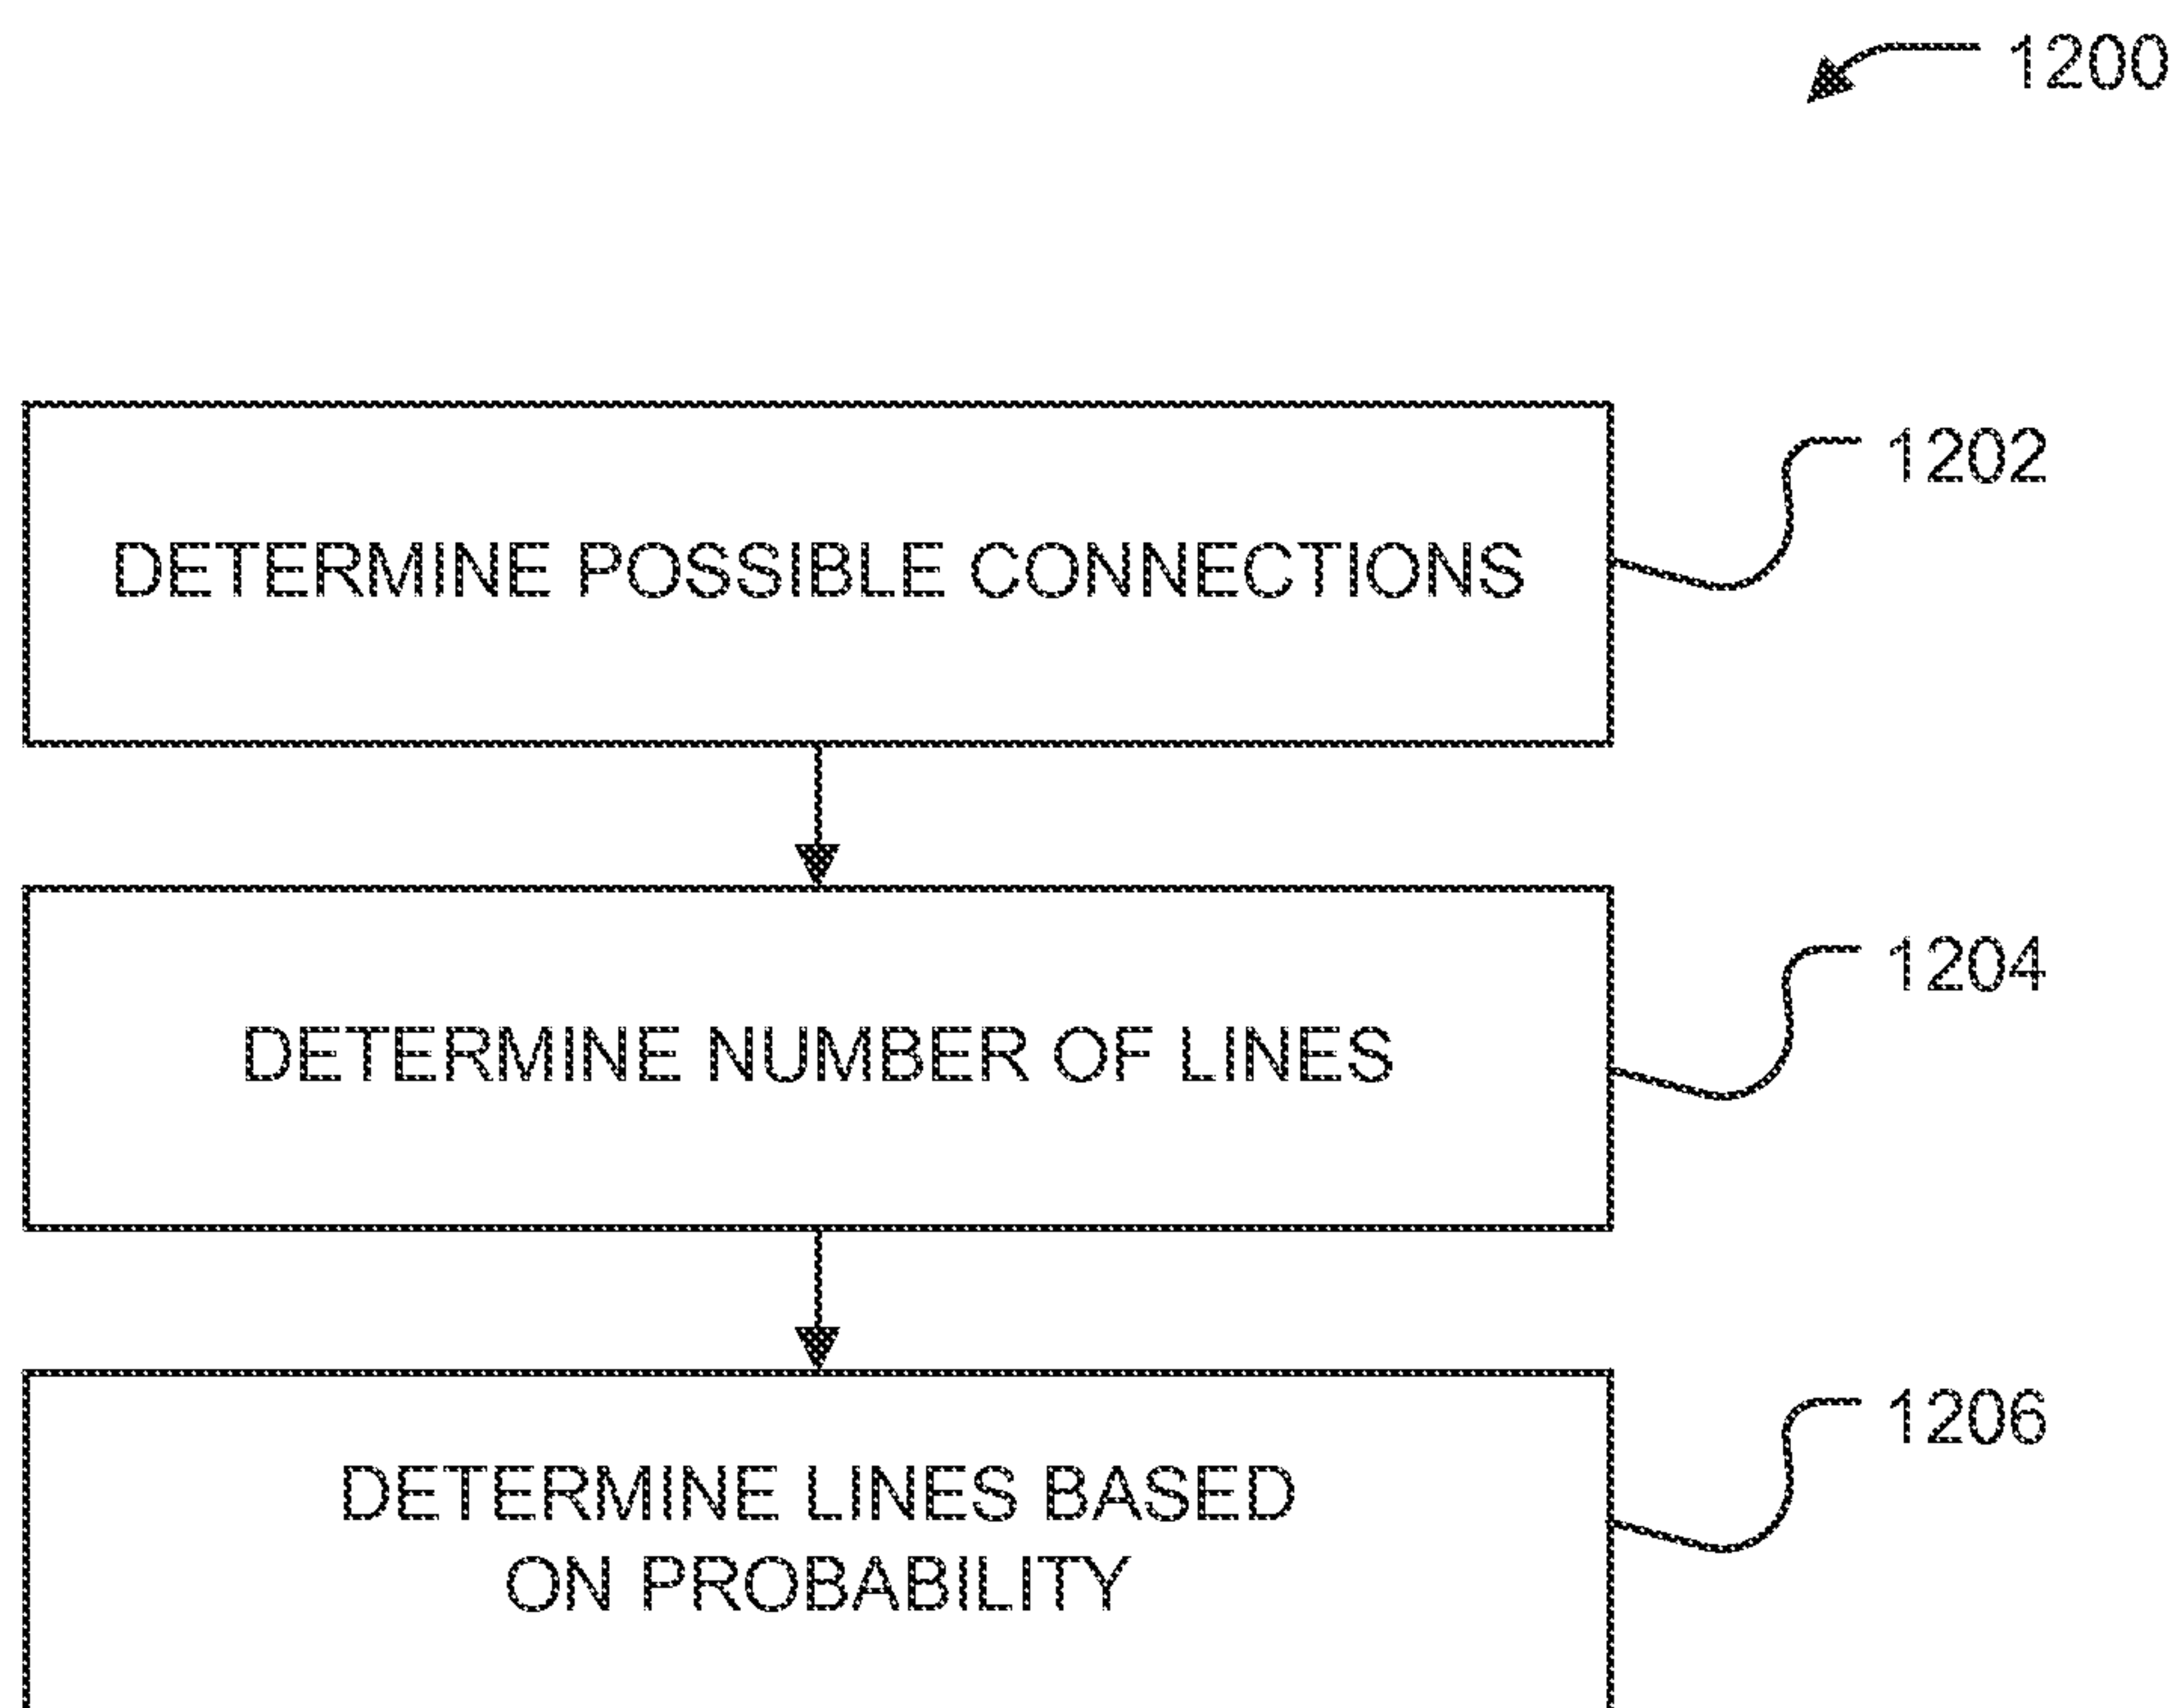 1200
DETERMINE POSSIBLE CONNECTIONS
1202
DETERMINE NUMBER OF LINES
1204
DETERMINE LINES BASED
ON PROBABILITY
1206